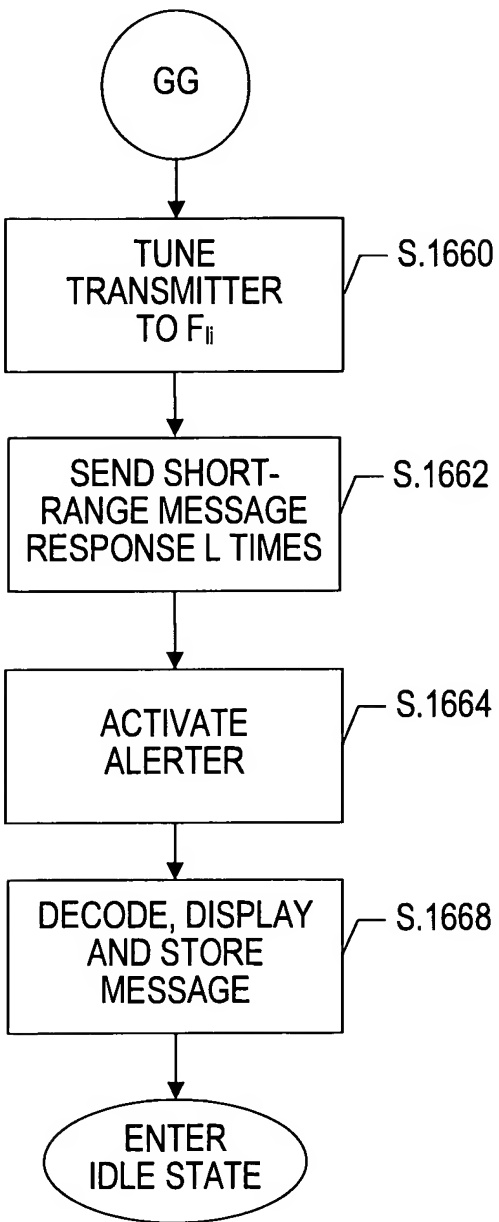 GG
TUNE
TRANSMITTER
TO Fli
S.1660
SEND SHORT-
RANGE MESSAGE
RESPONSE L TIMES
S.1662
ACTIVATE
ALERTER
S.1664
DECODE, DISPLAY
AND STORE
MESSAGE
S.1668
ENTER
IDLE STATE